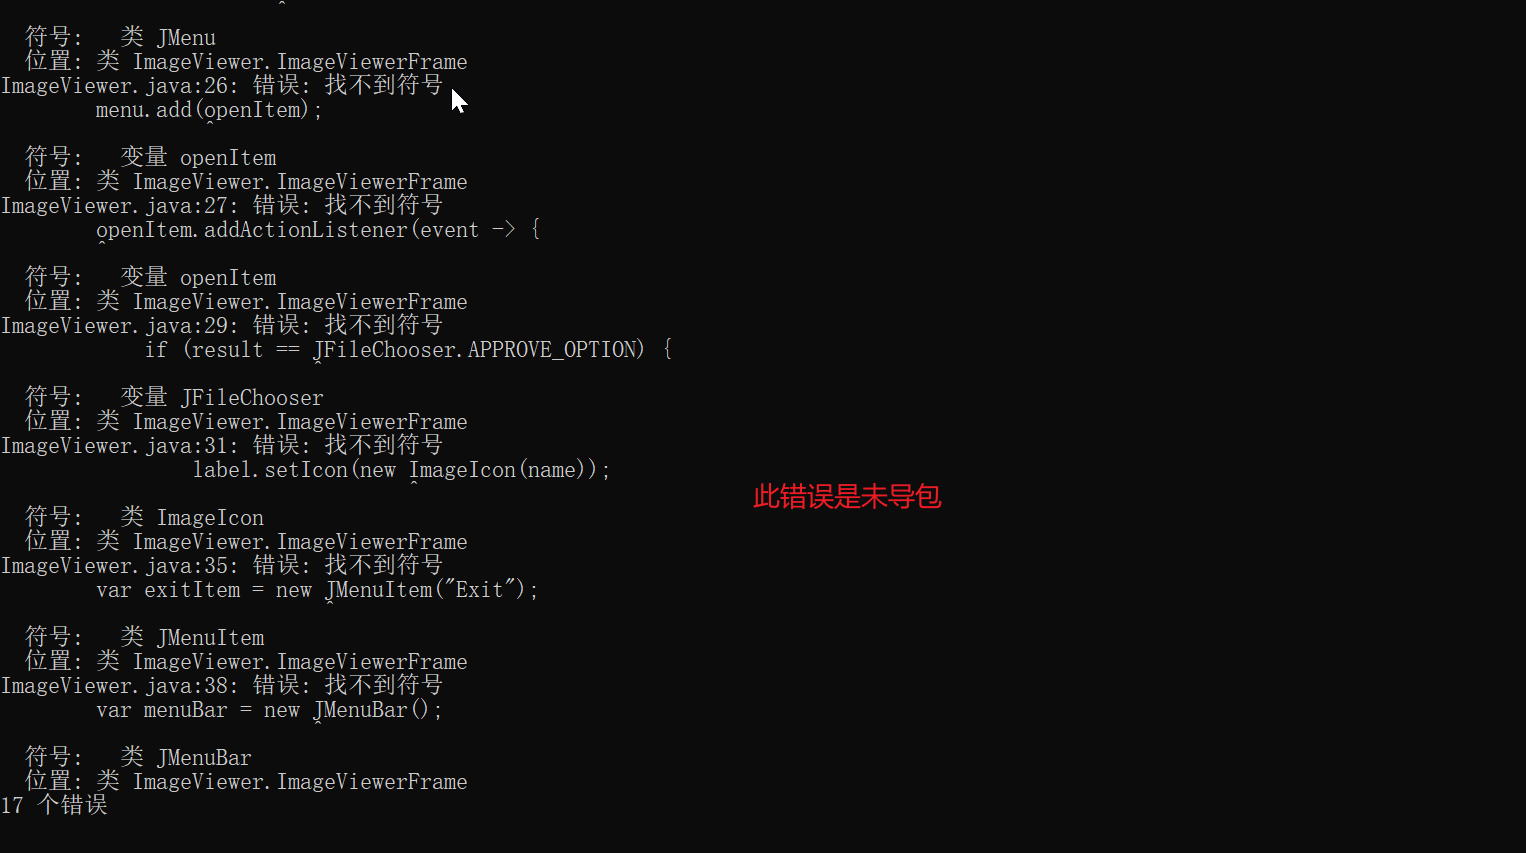 符号:   类 JMenu
位置: 类 ImageViewer.ImageViewerFrame
ImageViewer.java:26: 错误: 找不到符号
menu.add(openItem);
^
符号:   变量 openItem
位置: 类 ImageViewer.ImageViewerFrame
ImageViewer.java:27: 错误: 找不到符号
openItem.addActionListener(event -> {
^
符号:   变量 openItem
位置: 类 ImageViewer.ImageViewerFrame
ImageViewer.java:29: 错误: 找不到符号
if (result == JFileChooser.APPROVE_OPTION) {
^
符号:   变量 JFileChooser
位置: 类 ImageViewer.ImageViewerFrame
ImageViewer.java:31: 错误: 找不到符号
label.setIcon(new ImageIcon(name));
^
此错误是未导包
符号:   类 ImageIcon
位置: 类 ImageViewer.ImageViewerFrame
ImageViewer.java:35: 错误: 找不到符号
var exitItem = new JMenuItem("Exit");
^
符号:   类 JMenuItem
位置: 类 ImageViewer.ImageViewerFrame
ImageViewer.java:38: 错误: 找不到符号
var menuBar = new JMenuBar();
^
符号:   类 JMenuBar
位置: 类 ImageViewer.ImageViewerFrame
17 个错误